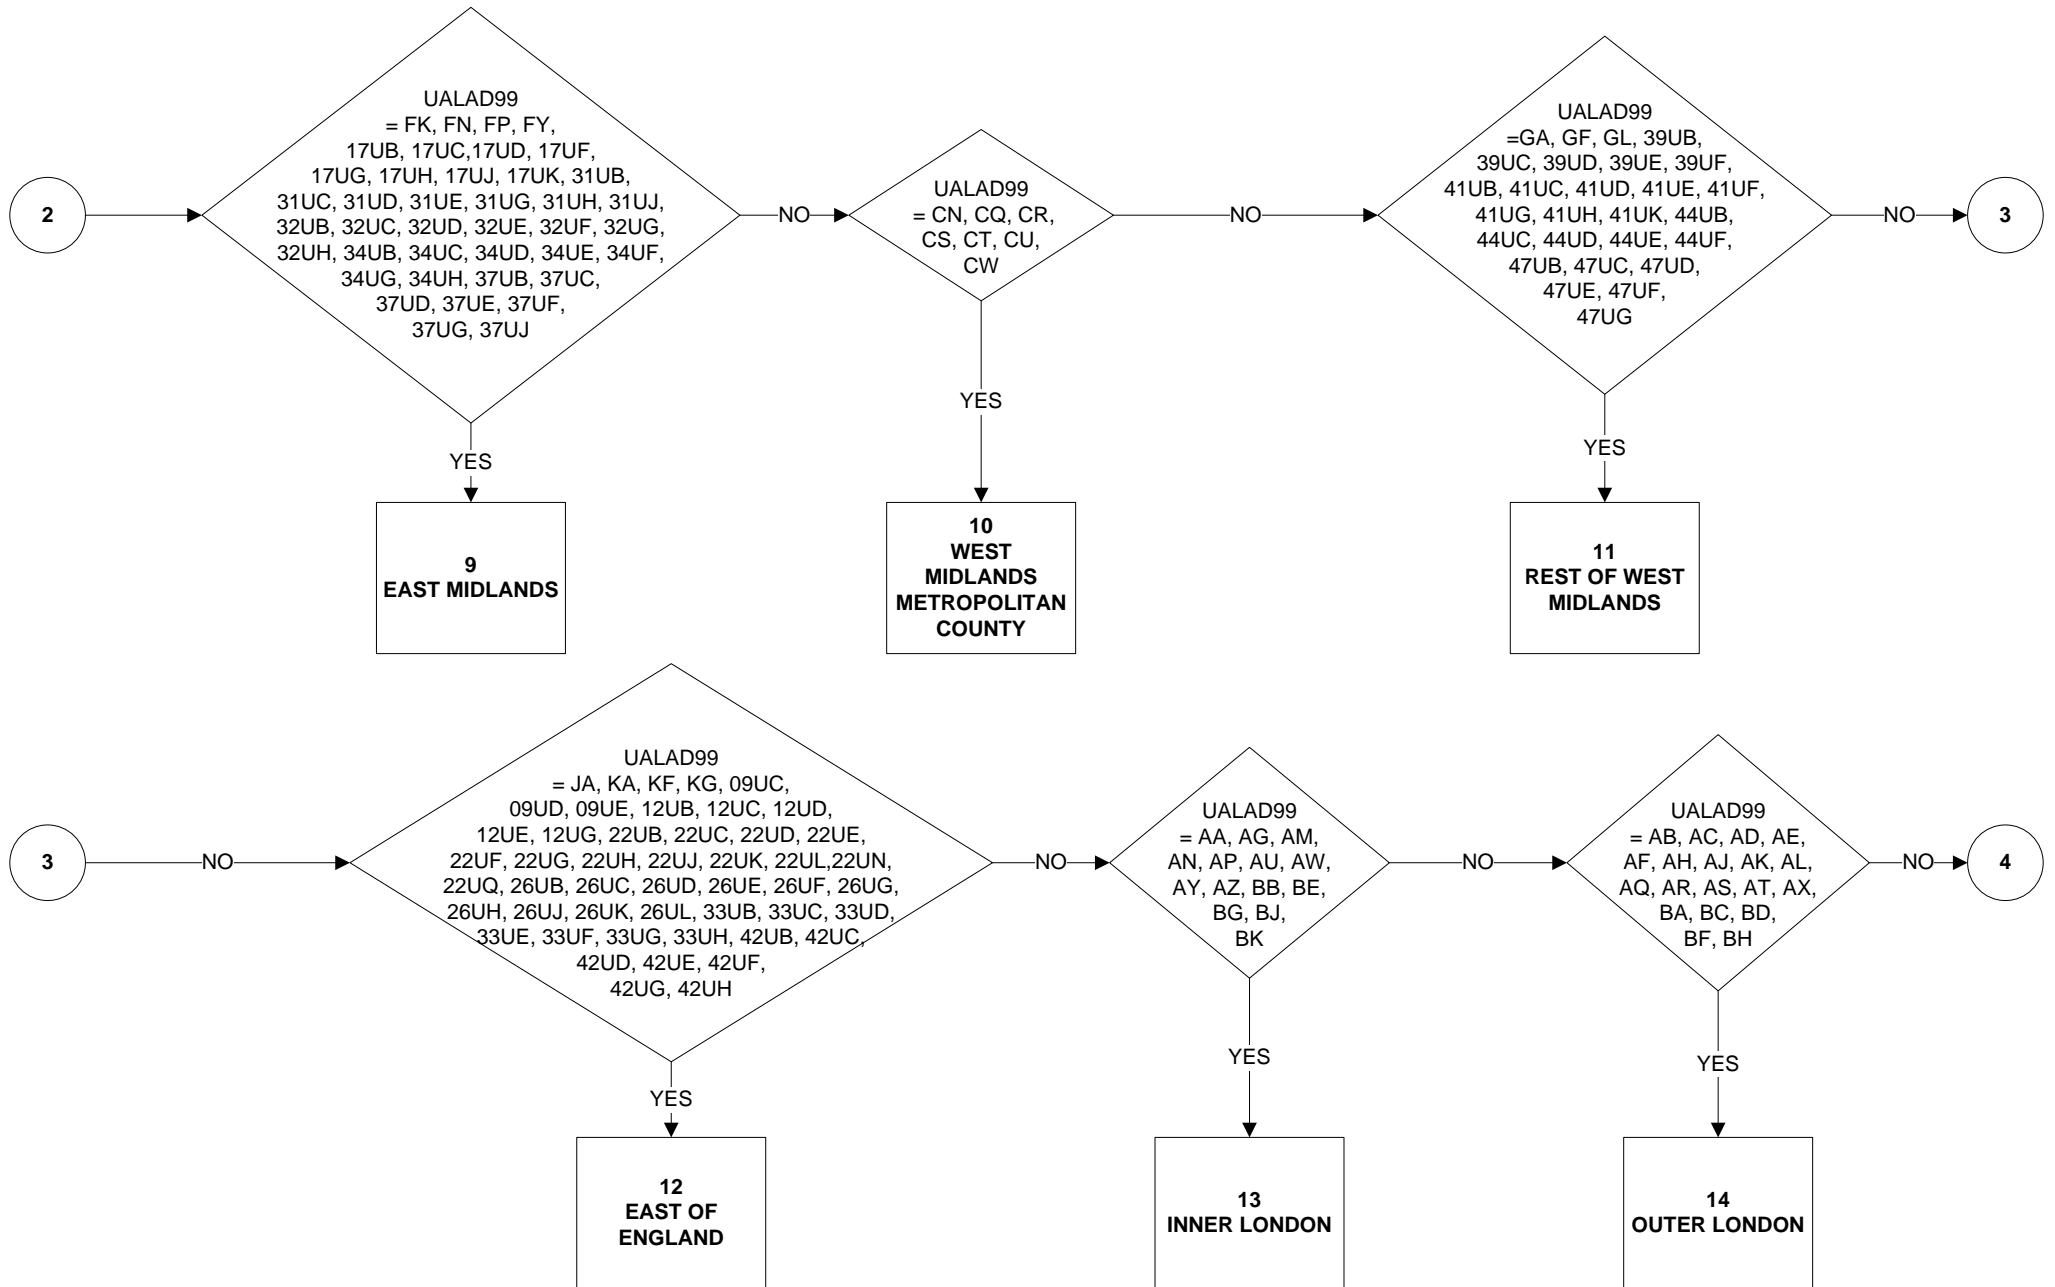 2
UALAD99
= FK, FN, FP, FY,
17UB, 17UC,17UD, 17UF,
17UG, 17UH, 17UJ, 17UK, 31UB,
31UC, 31UD, 31UE, 31UG, 31UH, 31UJ,
32UB, 32UC, 32UD, 32UE, 32UF, 32UG,
32UH, 34UB, 34UC, 34UD, 34UE, 34UF,
34UG, 34UH, 37UB, 37UC,
37UD, 37UE, 37UF,
37UG, 37UJ
NO
UALAD99
= CN, CQ, CR,
CS, CT, CU,
CW
NO
UALAD99
=GA, GF, GL, 39UB,
39UC, 39UD, 39UE, 39UF,
41UB, 41UC, 41UD, 41UE, 41UF,
41UG, 41UH, 41UK, 44UB,
44UC, 44UD, 44UE, 44UF,
47UB, 47UC, 47UD,
47UE, 47UF,
47UG
NO
3
YES
YES
YES
9
EAST MIDLANDS
10
WEST
MIDLANDS
METROPOLITAN
COUNTY
11
REST OF WEST
MIDLANDS
3
NO
UALAD99
= JA, KA, KF, KG, 09UC,
09UD, 09UE, 12UB, 12UC, 12UD,
12UE, 12UG, 22UB, 22UC, 22UD, 22UE,
22UF, 22UG, 22UH, 22UJ, 22UK, 22UL,22UN,
22UQ, 26UB, 26UC, 26UD, 26UE, 26UF, 26UG,
26UH, 26UJ, 26UK, 26UL, 33UB, 33UC, 33UD,
33UE, 33UF, 33UG, 33UH, 42UB, 42UC,
42UD, 42UE, 42UF,
42UG, 42UH
NO
UALAD99
= AA, AG, AM,
AN, AP, AU, AW,
AY, AZ, BB, BE,
BG, BJ,
BK
NO
UALAD99
= AB, AC, AD, AE,
AF, AH, AJ, AK, AL,
AQ, AR, AS, AT, AX,
BA, BC, BD,
BF, BH
NO
4
YES
YES
YES
12
EAST OF
ENGLAND
13
INNER LONDON
14
OUTER LONDON